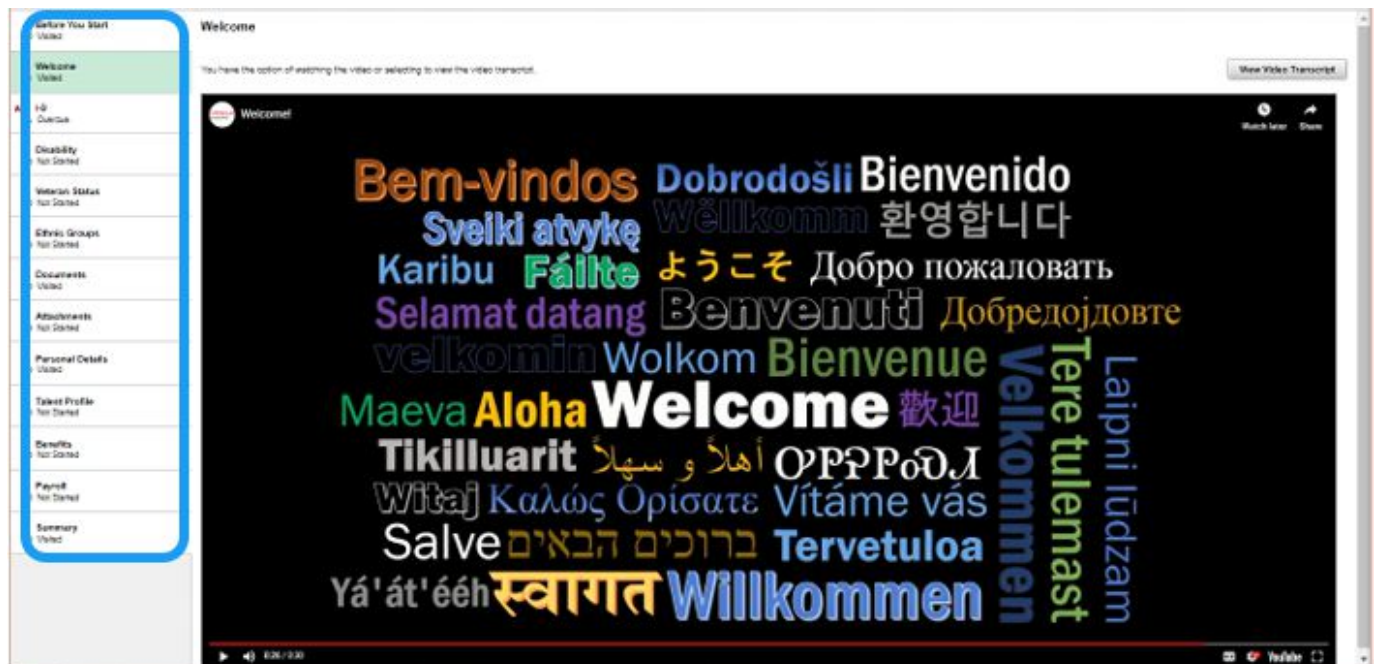 Before You Start
Visited
Welcome
Visited
I-9
Overdue
Disability
Not Started
Veteran Status
Not Started
Ethnic Groups
Not Started
Documents
Visited
Attachments
Not Started
Personal Details
Visited
Talent Profile
Not Started
Benefits
Not Started
Payroll
Not Started
Summary
Visited
Welcome
You have the option of watching the video or selecting to view the video transcript.
View Video Transcript
Welcome!
Watch later
Share
Bem-vindos Dobrodošli Bienvenido
Sveiki atvykę Wëllkomm 환영합니다
Karibu Fáilte ようこそ Добро пожаловать
Selamat datang Benvenuti Добредојдовте
velkomin Wolkom Bienvenue
Maeva Aloha Welcome 歡迎
Tikilluarit أهلاً و سهلاً ᎤᏢᎮᎵᏍᏗ
Witaj Καλώς Ορίσατε Vítáme vás
Salve ברוכים הבאים Tervetuloa
Yá'át'ééh स्वागत Willkommen
Velkommen
Tere tulemast
Laipni lūdzam
YouTube